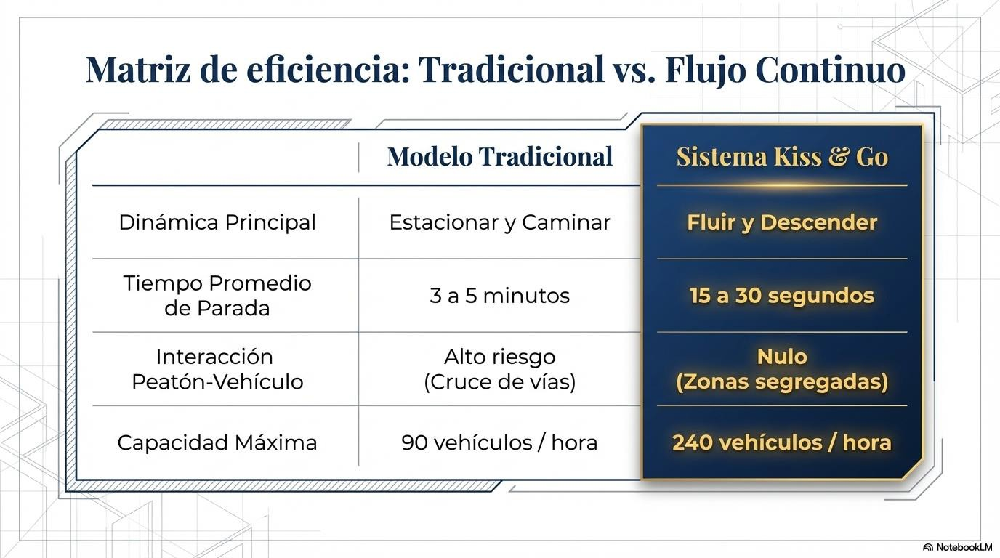 Matriz de eficiencia: Tradicional vs. Flujo Continuo
Modelo Tradicional
Sistema Kiss & Go
Dinámica Principal
Estacionar y Caminar
Fluir y Descender
Tiempo Promedio
de Parada
3 a 5 minutos
15 a 30 segundos
Interacción
Peatón-Vehículo
Alto riesgo
(Cruce de vías)
Nulo
(Zonas segregadas)
Capacidad Máxima
90 vehículos / hora
240 vehículos / hora
NotebookLM